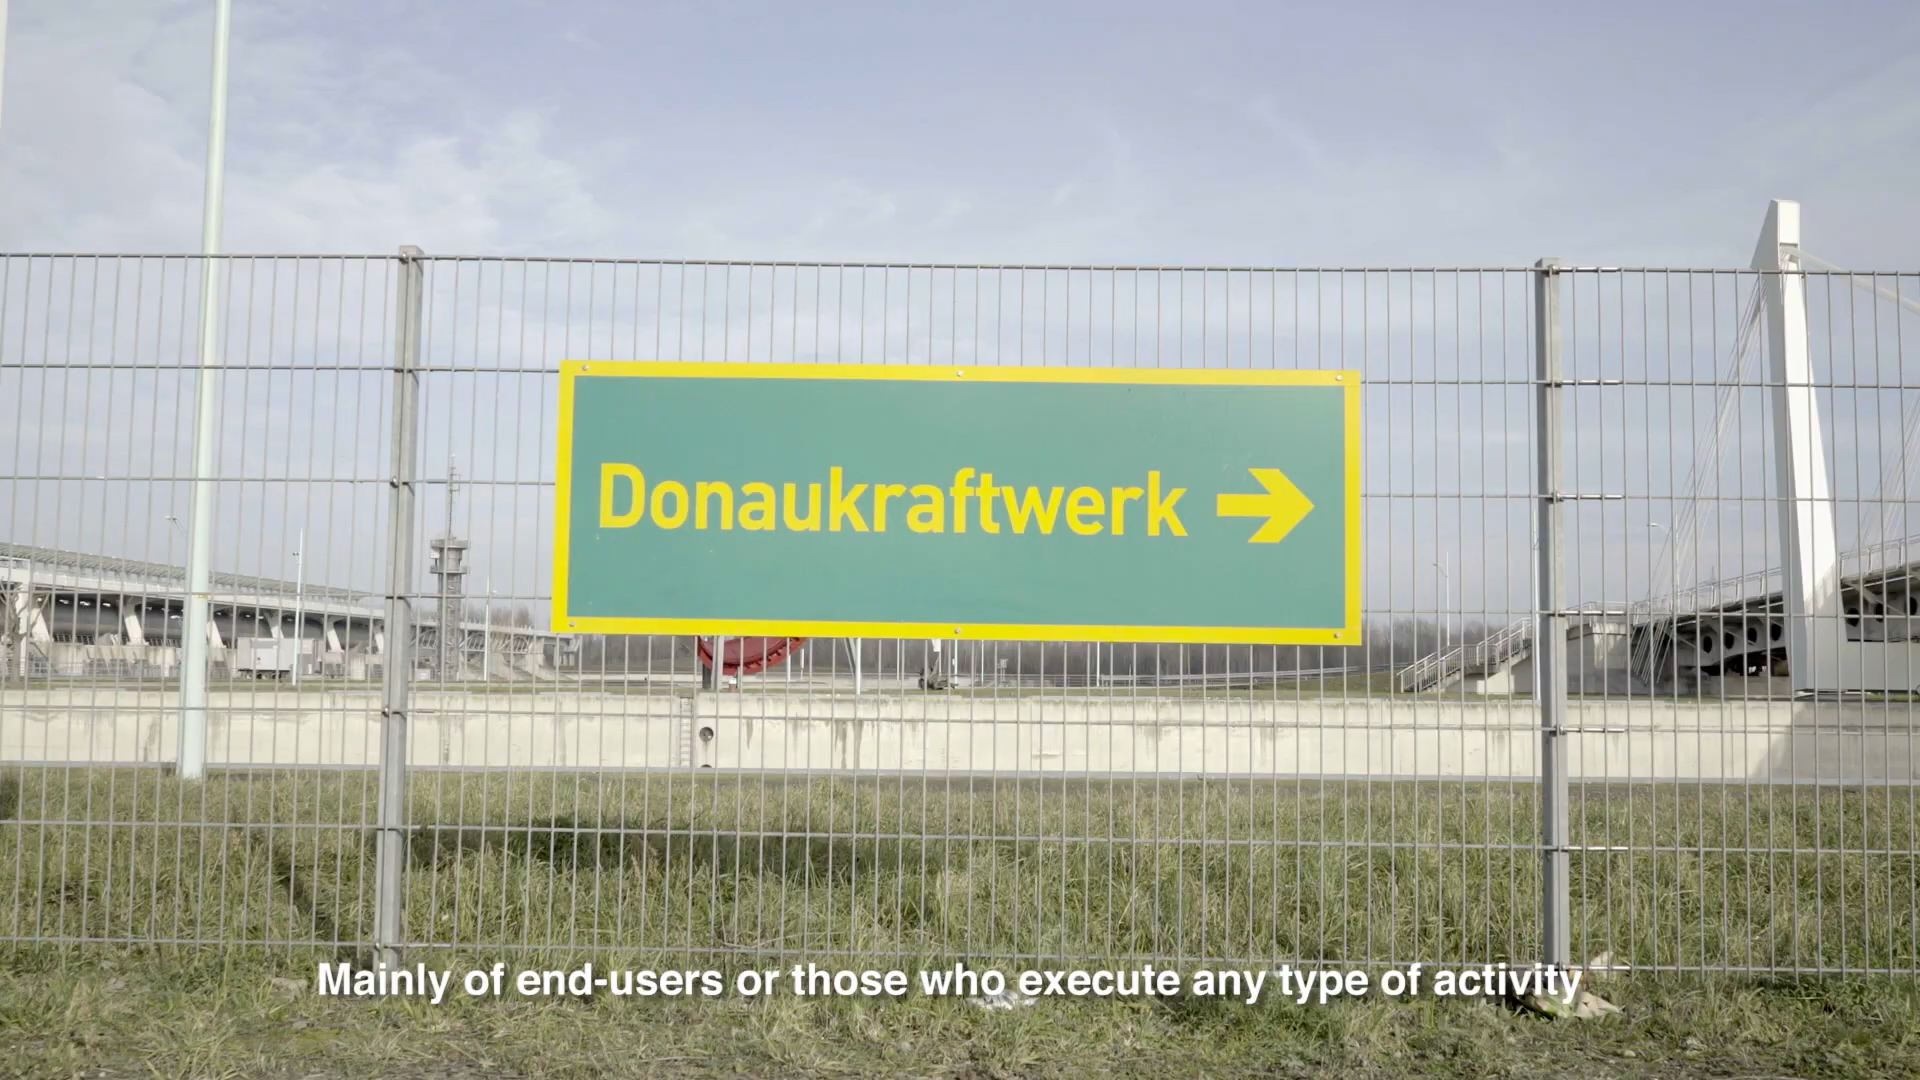 Donaukraftwerk →
Mainly of end-users or those who execute any type of activity